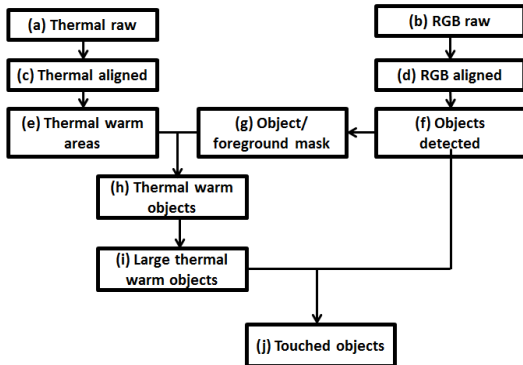 (a) Thermal raw
(b) RGB raw
(c) Thermal aligned
(d) RGB aligned
(e) Thermal warm
areas
(g) Object/
foreground mask
(f) Objects
detected
(h) Thermal warm
objects
(i) Large thermal
warm objects
(j) Touched objects